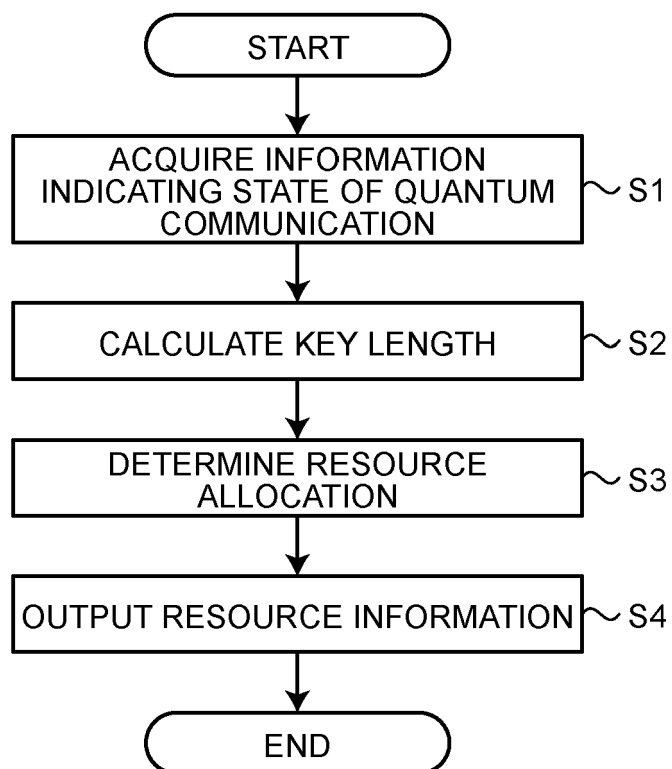 START
ACQUIRE INFORMATION
INDICATING STATE OF QUANTUM
COMMUNICATION
S1
CALCULATE KEY LENGTH
S2
DETERMINE RESOURCE
ALLOCATION
S3
OUTPUT RESOURCE INFORMATION
S4
END